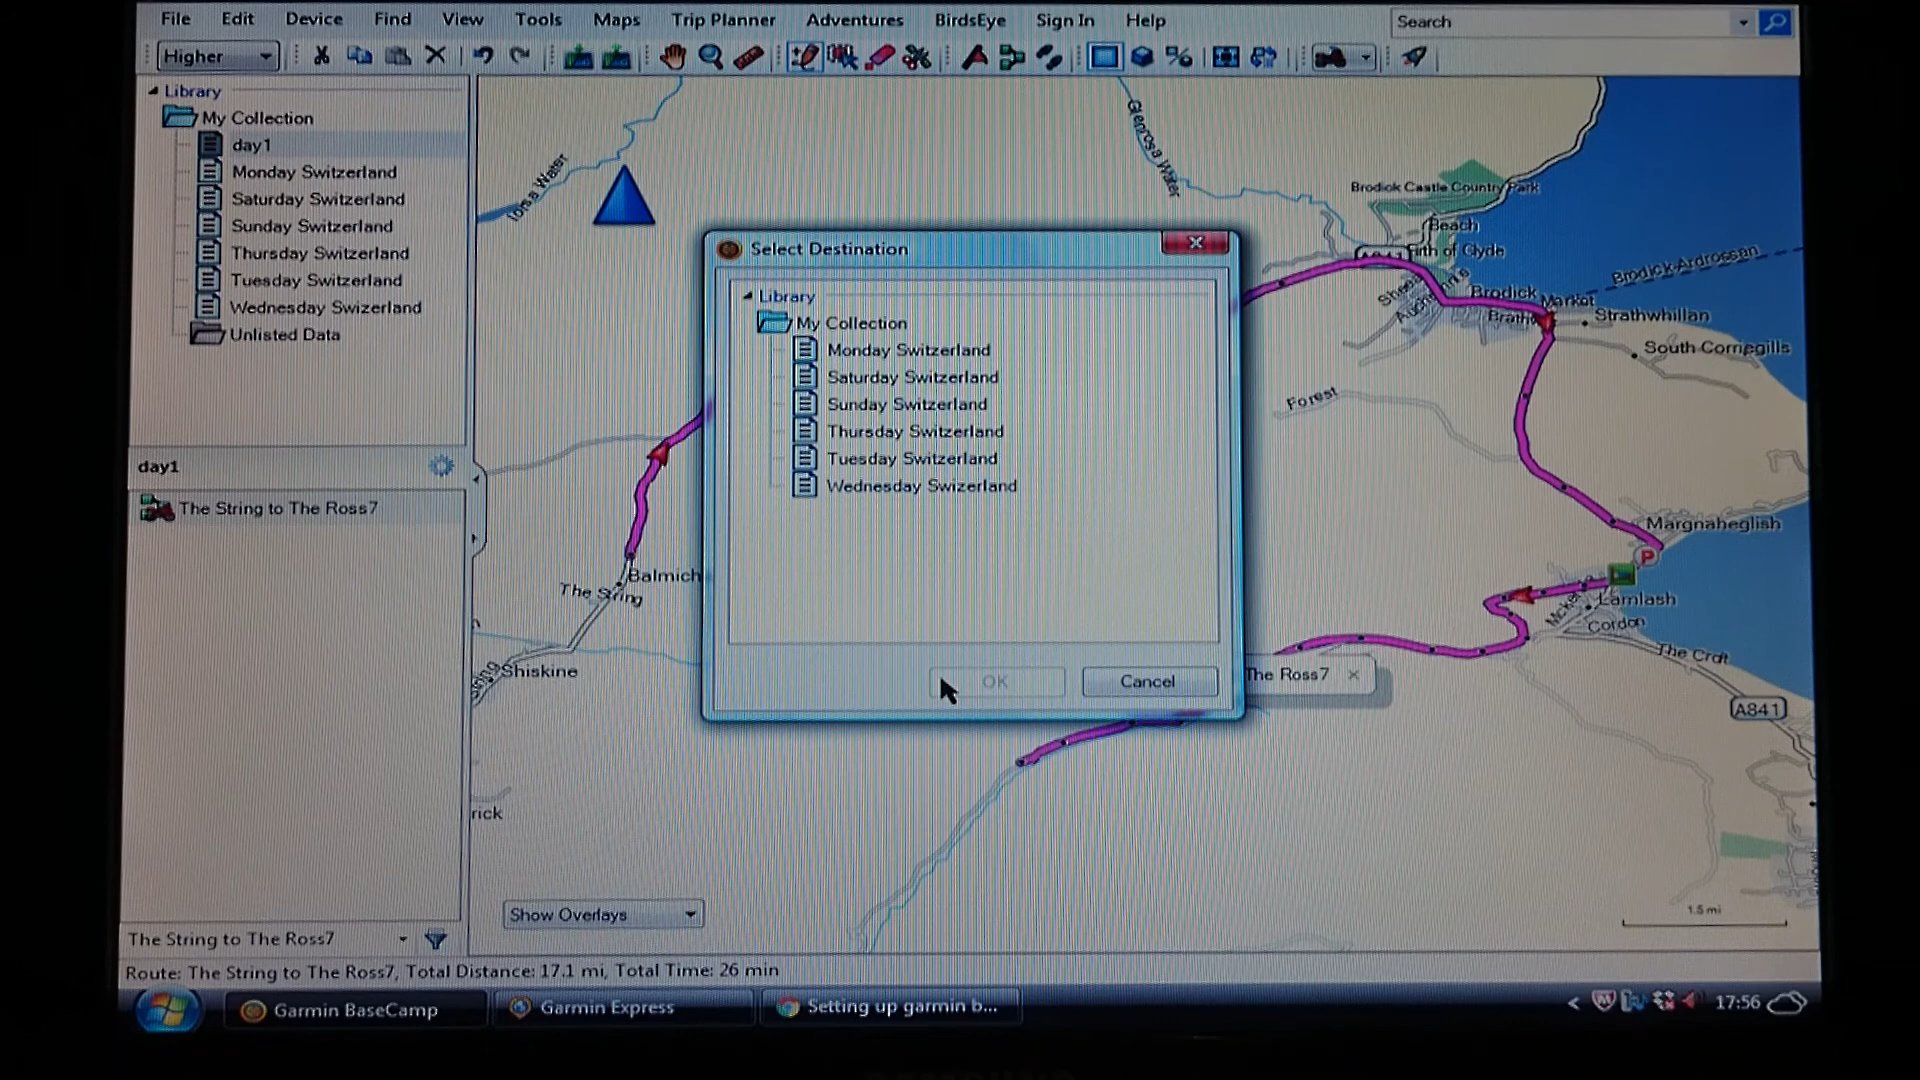 File Edit Device Find View Tools Maps Trip Planner Adventures BirdsEye Sign In Help
Search
Higher
Library
My Collection
day1
Monday Switzerland
Saturday Switzerland
Sunday Switzerland
Thursday Switzerland
Tuesday Switzerland
Wednesday Swizerland
Unlisted Data
day1
The String to The Ross7
The String to The Ross7
Route: The String to The Ross7, Total Distance: 17.1 mi, Total Time: 26 min
Select Destination
Library
My Collection
Monday Switzerland
Saturday Switzerland
Sunday Switzerland
Thursday Switzerland
Tuesday Switzerland
Wednesday Swizerland
OK
Cancel
Iorsa Water
Glenrosa Water
Brodick Castle Country Park
Beach
Firth of Clyde
Brodick-Ardrossan
Brodick
Market
Strathwhillan
South Corriegills
Forest
Margnaheglish
P
Lamlash
Cordon
The Croft
A841
Balmich
The String
Shiskine
rick
The Ross7
Show Overlays
1.5 mi
Garmin BaseCamp
Garmin Express
Setting up garmin b...
17:56